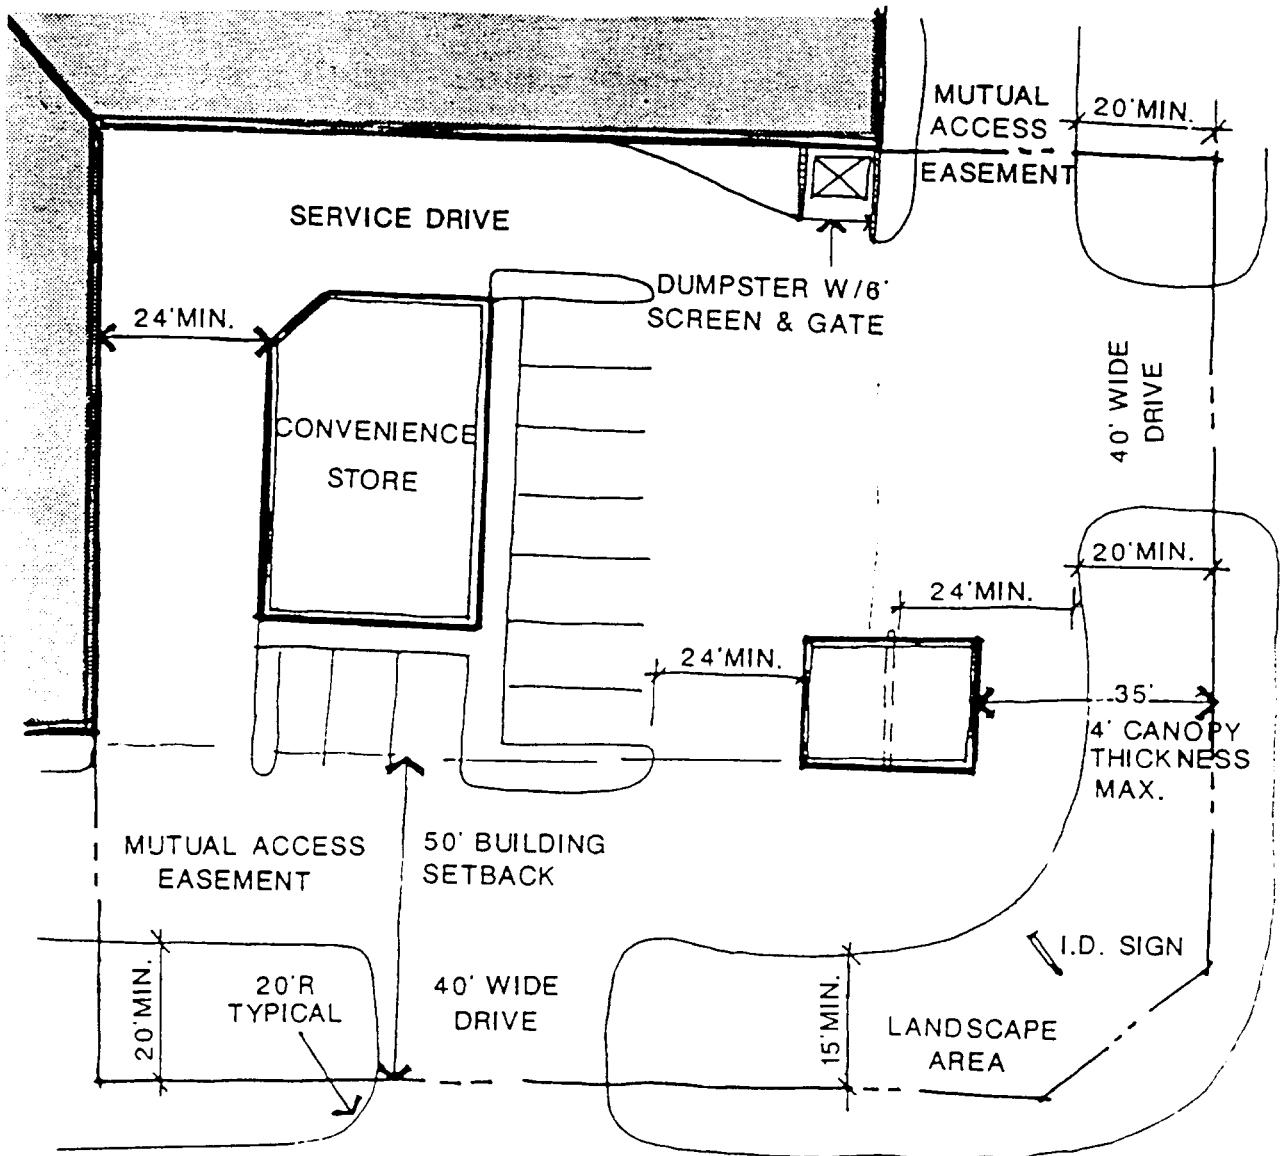 MUTUAL
ACCESS
EASEMENT
20'MIN.
SERVICE DRIVE
DUMPSTER W/6'
SCREEN & GATE
24'MIN.
CONVENIENCE
STORE
40' WIDE
DRIVE
20'MIN.
24'MIN.
24'MIN.
35'
4' CANOPY
THICKNESS
MAX.
MUTUAL ACCESS
EASEMENT
50' BUILDING
SETBACK
I.D. SIGN
20'MIN.
20'R
TYPICAL
40' WIDE
DRIVE
15'MIN.
LANDSCAPE
AREA